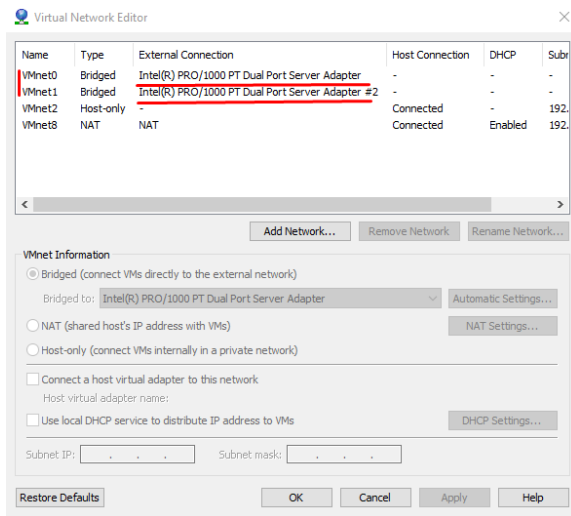 Virtual Network Editor
Name Type External Connection Host Connection DHCP Subr
VMnet0 Bridged Intel(R) PRO/1000 PT Dual Port Server Adapter - - -
VMnet1 Bridged Intel(R) PRO/1000 PT Dual Port Server Adapter #2 - - -
VMnet2 Host-only - Connected - 192.
VMnet8 NAT NAT Connected Enabled 192.
Add Network... Remove Network Rename Netwo...
VMnet Information
Bridged (connect VMs directly to the external network)
Bridged to: Intel(R) PRO/1000 PT Dual Port Server Adapter Automatic Settings...
NAT (shared host's IP address with VMs) NAT Settings...
Host-only (connect VMs internally in a private network)
Connect a host virtual adapter to this network
Host virtual adapter name:
Use local DHCP service to distribute IP address to VMs DHCP Settings...
Subnet IP: . . . Subnet mask: . . .
Restore Defaults OK Cancel Apply Help